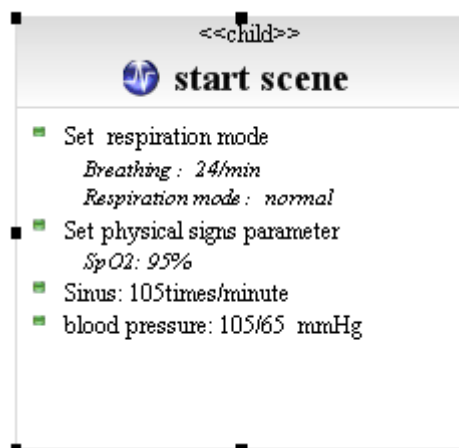 <<child>>
start scene
Set respiration mode
Breathing : 24/min
Respiration mode : normal
Set physical signs parameter
SpO2: 95%
Sinus: 105times/minute
blood pressure: 105/65 mmHg